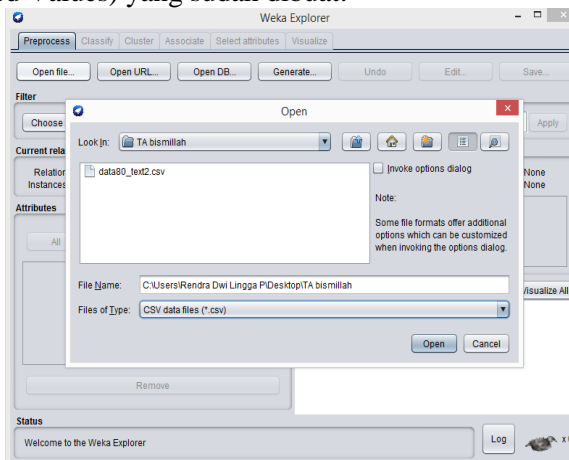 d Values) yang sudah dibuat.
Weka Explorer
Preprocess Classify Cluster Associate Select attributes Visualize
Open file... Open URL... Open DB... Generate... Undo Edit... Save...
Filter
Choose Apply
Open
Look In: TA bismillah
data80_text2.csv
Invoke options dialog
Note:
Some file formats offer additional
options which can be customized
when invoking the options dialog.
Current rela
Relation None
Instances None
Attributes
All
File Name: C:\Users\Rendra Dwi Lingga P\Desktop\TA bismillah
Files of Type: CSV data files (*.csv)
Visualize All
Open Cancel
Remove
Status
Welcome to the Weka Explorer
Log